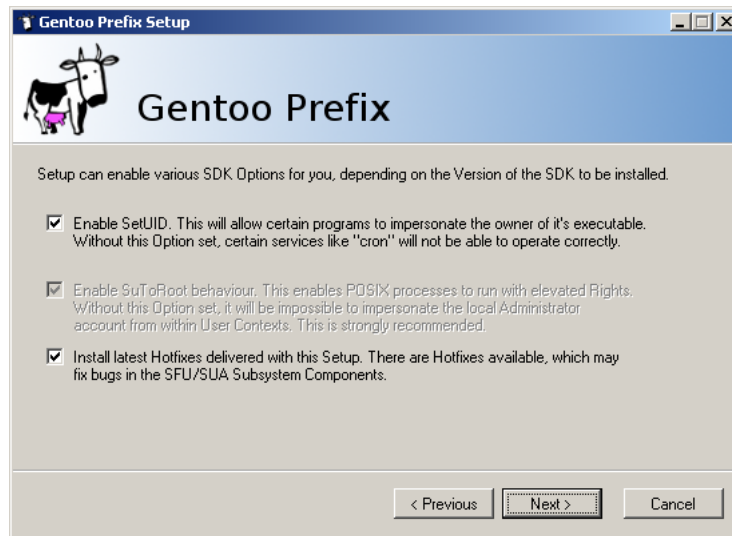 Gentoo Prefix Setup
Gentoo Prefix
Setup can enable various SDK Options for you, depending on the Version of the SDK to be installed.
Enable SetUID. This will allow certain programs to impersonate the owner of it's executable.
Without this Option set, certain services like "cron" will not be able to operate correctly.
Enable SuToRoot behaviour. This enables POSIX processes to run with elevated Rights.
Without this Option set, it will be impossible to impersonate the local Administrator
account from within User Contexts. This is strongly recommended.
Install latest Hotfixes delivered with this Setup. There are Hotfixes available, which may
fix bugs in the SFU/SUA Subsystem Components.
< Previous Next > Cancel